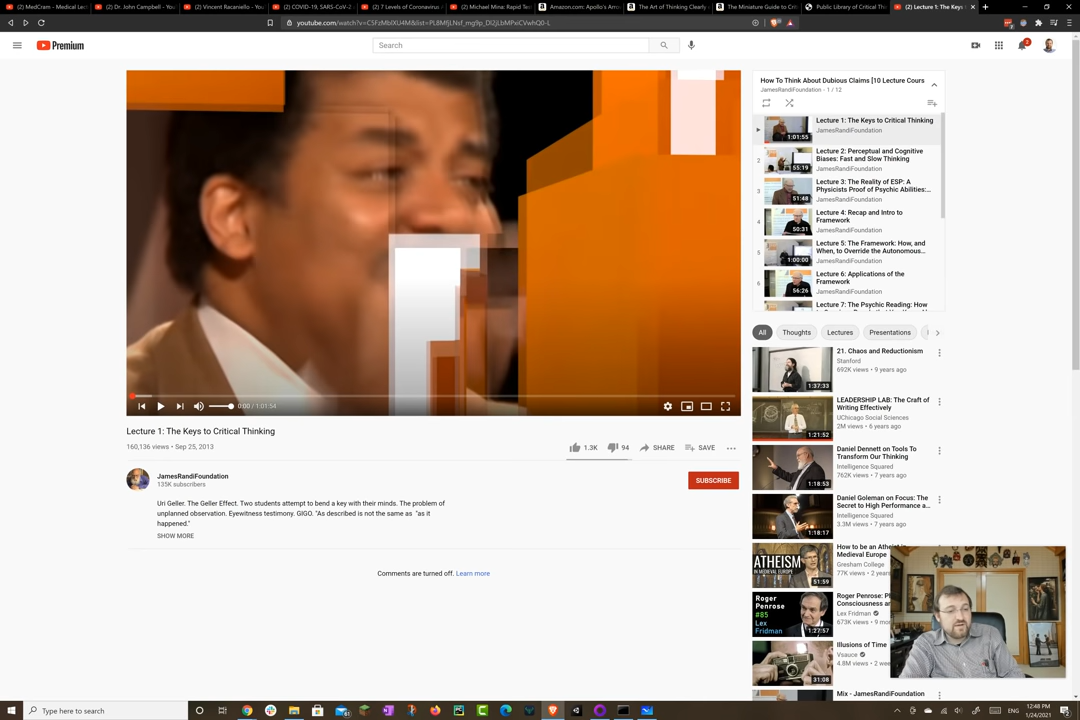 MedCram - Medical Lec
(2) Dr. John Campbell - You
(2) Vincent Racaniello - You
(2) COVID-19, SARS-CoV-2
(2) 7 Levels of Coronavirus
(2) Michael Mina: Rapid Te
Amazon.com: Apollo's Arr
The Art of Thinking Clearly
The Miniature Guide to Crit
Public Library of Critical Th
(2) Lecture 1: The Keys
Premium
Search
2
How To Think About Dubious Claims [10 Lecture Cours
JamesRandiFoundation - 1 / 12
Lecture 1: The Keys to Critical Thinking
JamesRandiFoundation
1:01:55
2
Lecture 2: Perceptual and Cognitive
Biases: Fast and Slow Thinking
JamesRandiFoundation
55:19
3
Lecture 3: The Reality of ESP: A
Physicists Proof of Psychic Abilities:...
JamesRandiFoundation
51:48
4
Lecture 4: Recap and Intro to
Framework
JamesRandiFoundation
50:31
5
Lecture 5: The Framework: How, and
When, to Override the Autonomous...
JamesRandiFoundation
1:00:00
6
Lecture 6: Applications of the
Framework
JamesRandiFoundation
56:26
Lecture 7: The Psychic Reading: How
0:00 / 1:01:54
Lecture 1: The Keys to Critical Thinking
160,136 views • Sep 25, 2013
1.3K
94
SHARE
SAVE
JamesRandiFoundation
135K subscribers
SUBSCRIBE
Uri Geller. The Geller Effect. Two students attempt to bend a key with their minds. The problem of
unplanned observation. Eyewitness testimony. GIGO. "As described is not the same as "as it
happened."
SHOW MORE
Comments are turned off. Learn more
All
Thoughts
Lectures
Presentations
21. Chaos and Reductionism
Stanford
692K views • 9 years ago
1:37:33
LEADERSHIP LAB: The Craft of
Writing Effectively
UChicago Social Sciences
2M views • 6 years ago
1:21:52
Daniel Dennett on Tools To
Transform Our Thinking
Intelligence Squared
762K views • 7 years ago
1:18:53
Daniel Goleman on Focus: The
Secret to High Performance a...
Intelligence Squared
3.3M views • 7 years ago
1:18:17
ATHEISM
IN MEDIEVAL EUROPE
51:59
How to be an Atheist
Medieval Europe
Gresham College
77K views • 2 years
Roger
Penrose
#85
Lex
Fridman
1:27:57
Roger Penrose: P
Consciousness a
Lex Fridman
673K views • 9 mo
Illusions of Time
Vsauce
4.8M views • 2 wee
31:08
Mix - JamesRandiFoundation
Type here to search
ENG
12:48 PM
1/24/2021